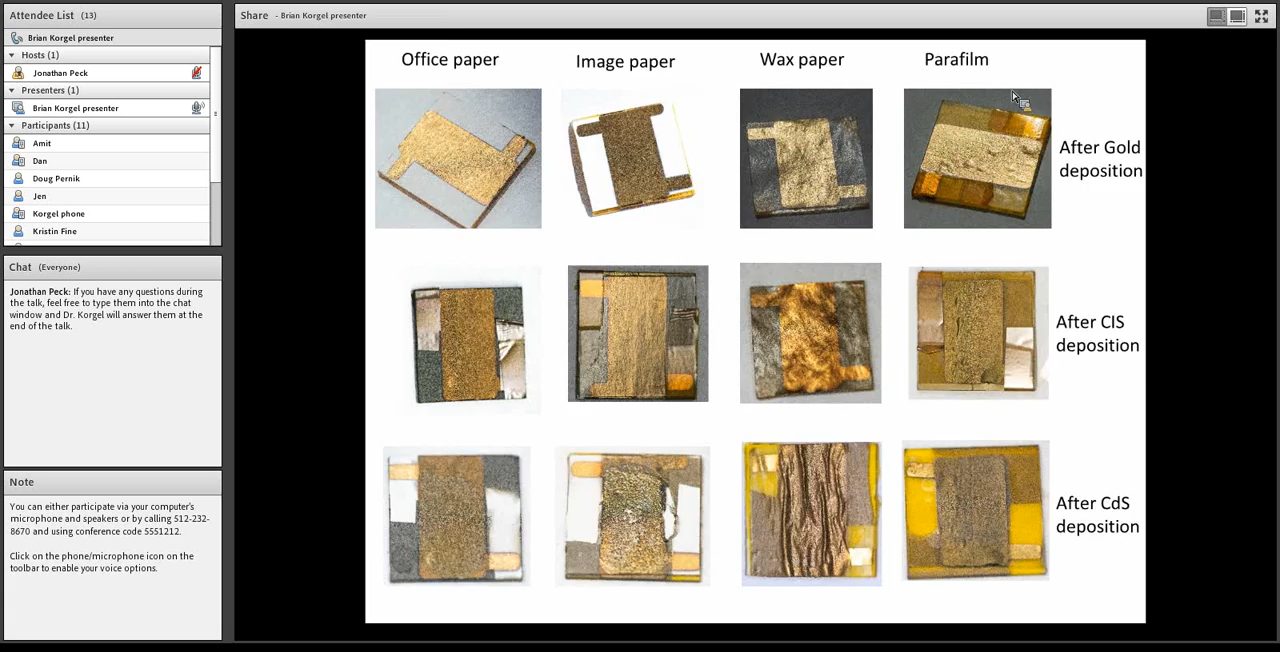 Attendee List (13)
Brian Korgel presenter
Hosts (1)
Jonathan Peck
Presenters (1)
Brian Korgel presenter
Participants (11)
Amit
Dan
Doug Pernik
Jen
Korgel phone
Kristin Fine
Chat (Everyone)
Jonathan Peck: If you have any questions during
the talk, feel free to type them into the chat
window and Dr. Korgel will answer them at the
end of the talk.
Note
You can either participate via your computer's
microphone and speakers or by calling 512-232-
8670 and using conference code 5551212.
Click on the phone/microphone icon on the
toolbar to enable your voice options.
Share - Brian Korgel presenter
Office paper Image paper Wax paper Parafilm
After Gold
deposition
After CIS
deposition
After CdS
deposition